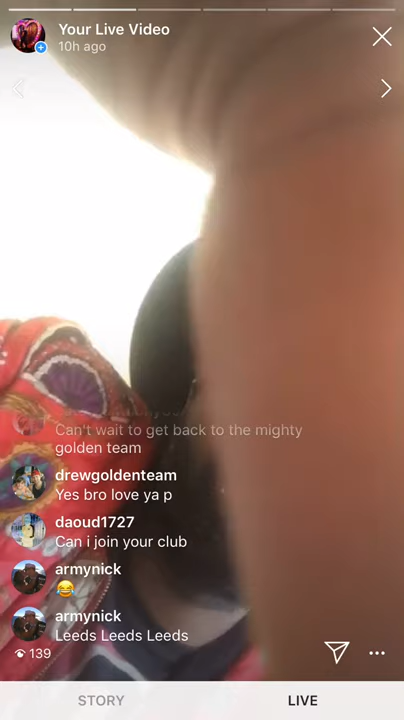 Your Live Video
10h ago
Can't wait to get back to the mighty
golden team
drewgoldenteam
Yes bro love ya p
daoud1727
Can i join your club
armynick
😂
armynick
Leeds Leeds Leeds
139
STORY
LIVE